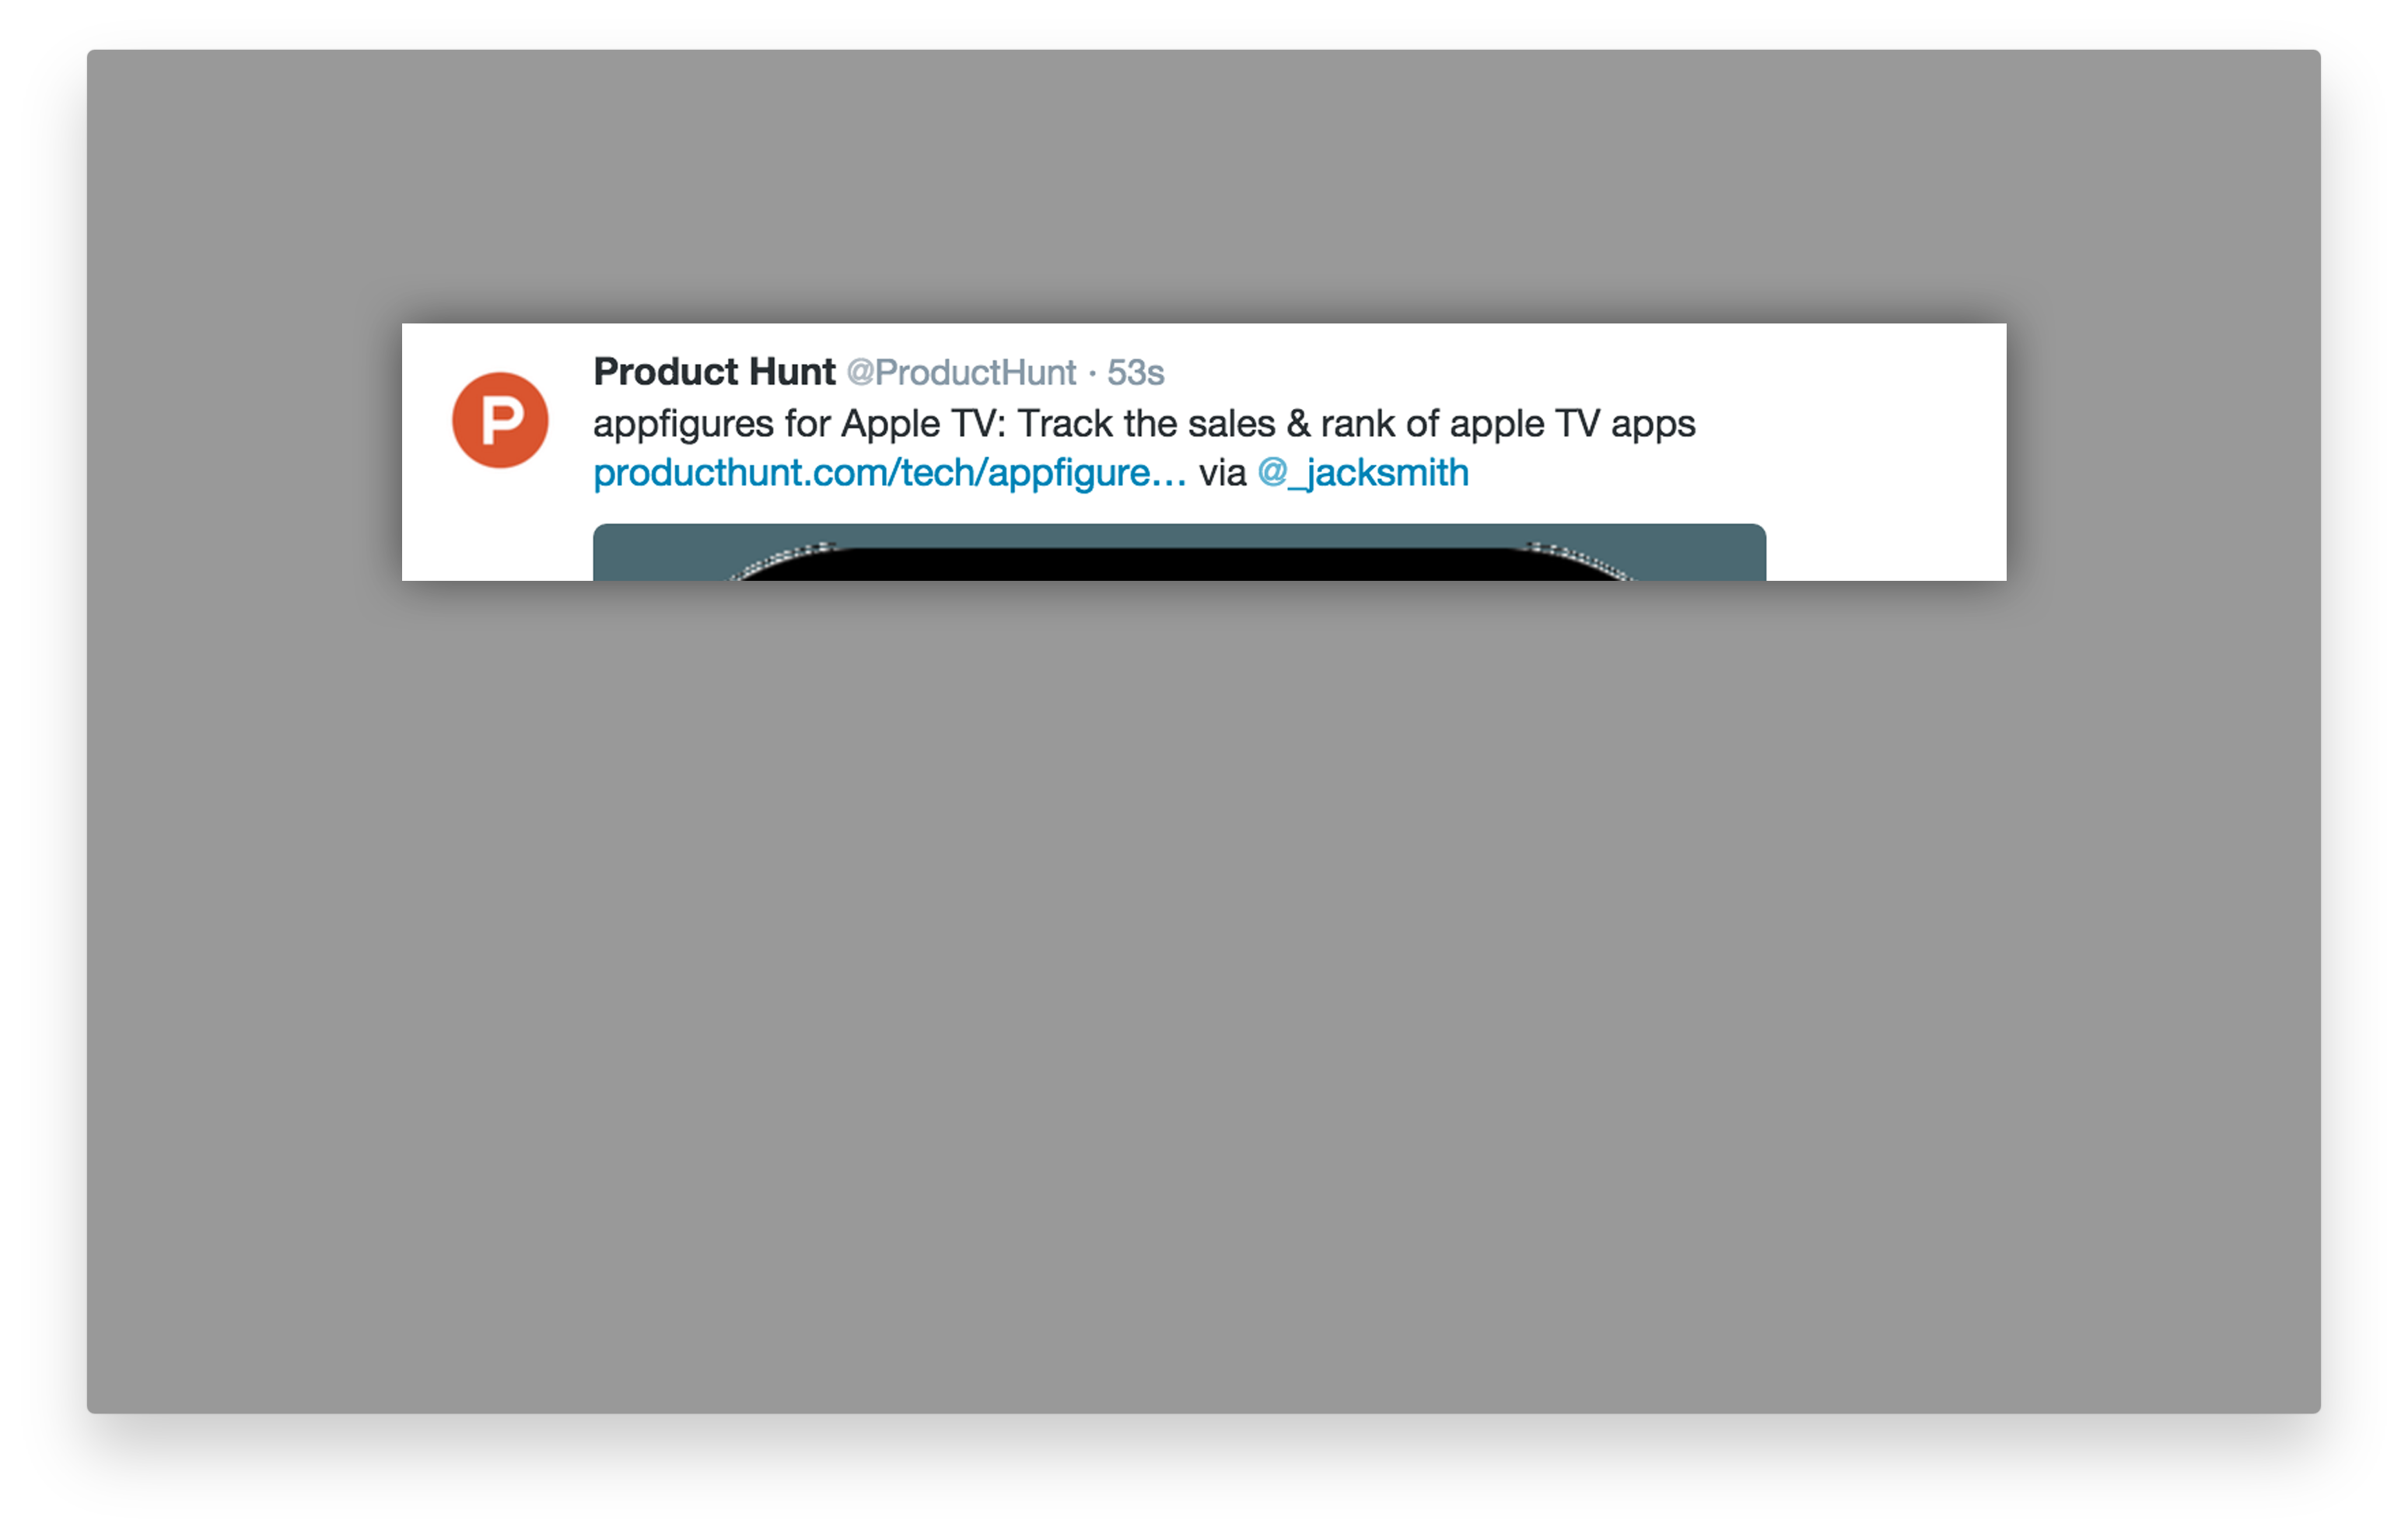 P
Product Hunt @ProductHunt · 53s
appfigures for Apple TV: Track the sales & rank of apple TV apps
producthunt.com/tech/appfigure… via @_jacksmith